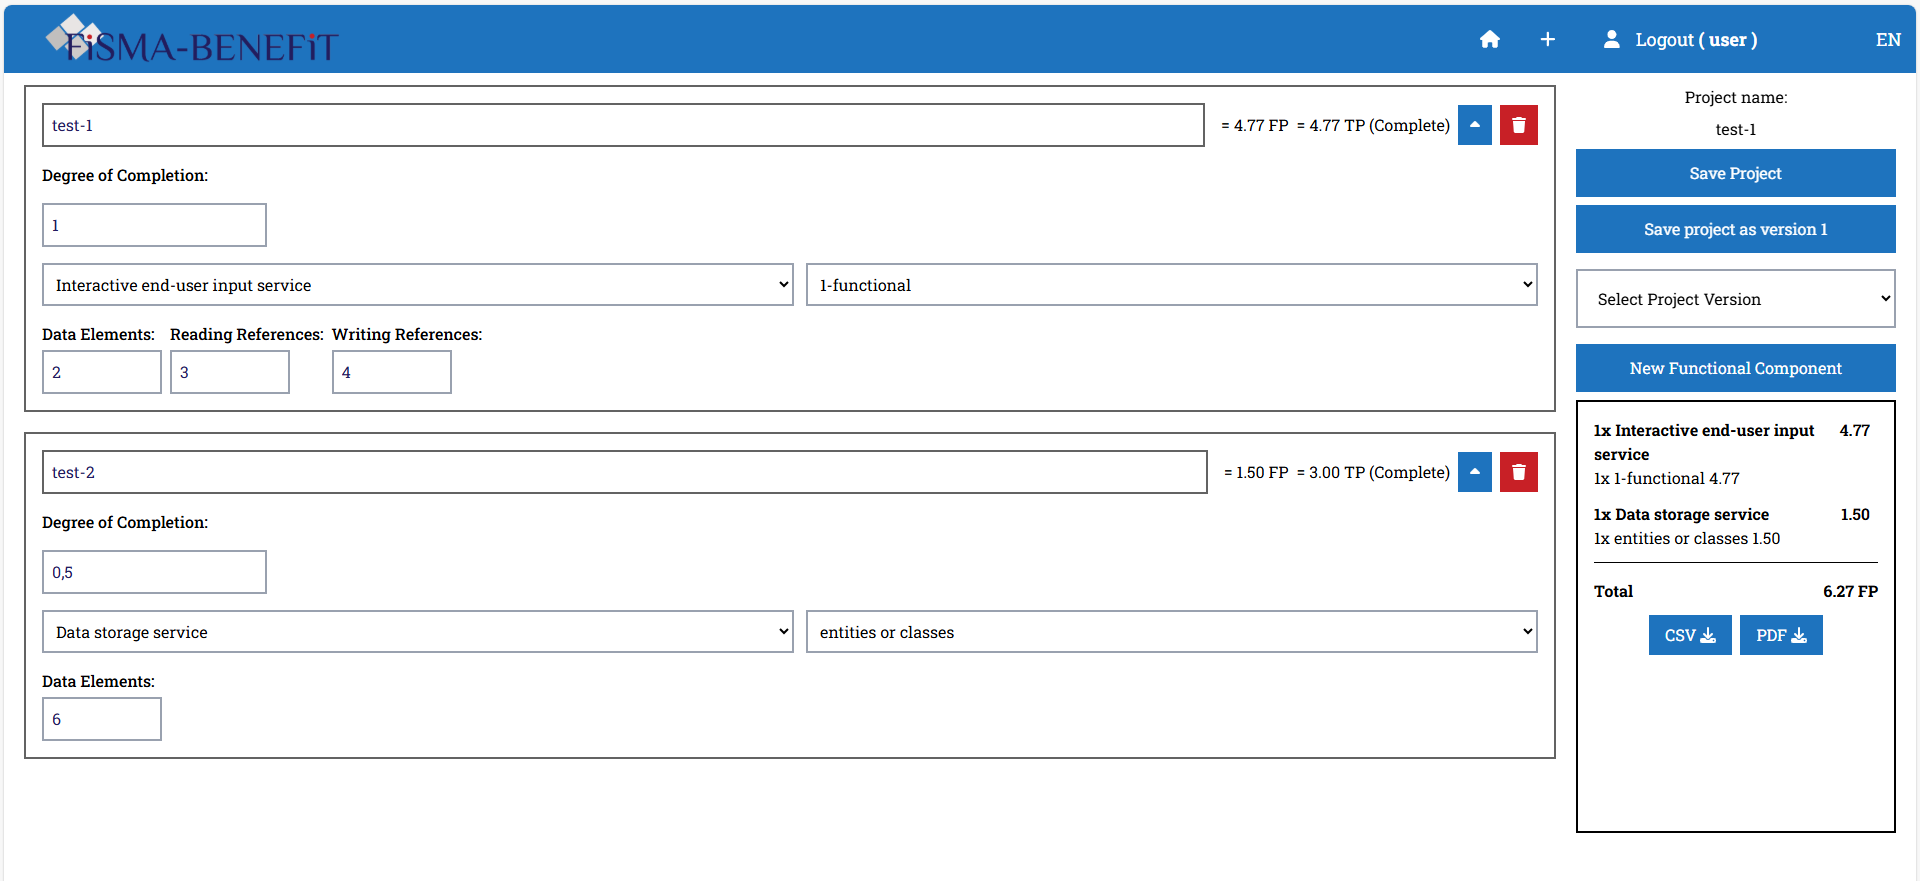 FiSMA-BENEFiT
Logout ( user )
EN
test-1
= 4.77 FP = 4.77 TP (Complete)
Degree of Completion:
1
Interactive end-user input service
1-functional
Data Elements: Reading References: Writing References:
2 3 4
test-2
= 1.50 FP = 3.00 TP (Complete)
Degree of Completion:
0,5
Data storage service
entities or classes
Data Elements:
6
Project name:
test-1
Save Project
Save project as version 1
Select Project Version
New Functional Component
1x Interactive end-user input 4.77
service
1x 1-functional 4.77
1x Data storage service 1.50
1x entities or classes 1.50
Total 6.27 FP
CSV PDF